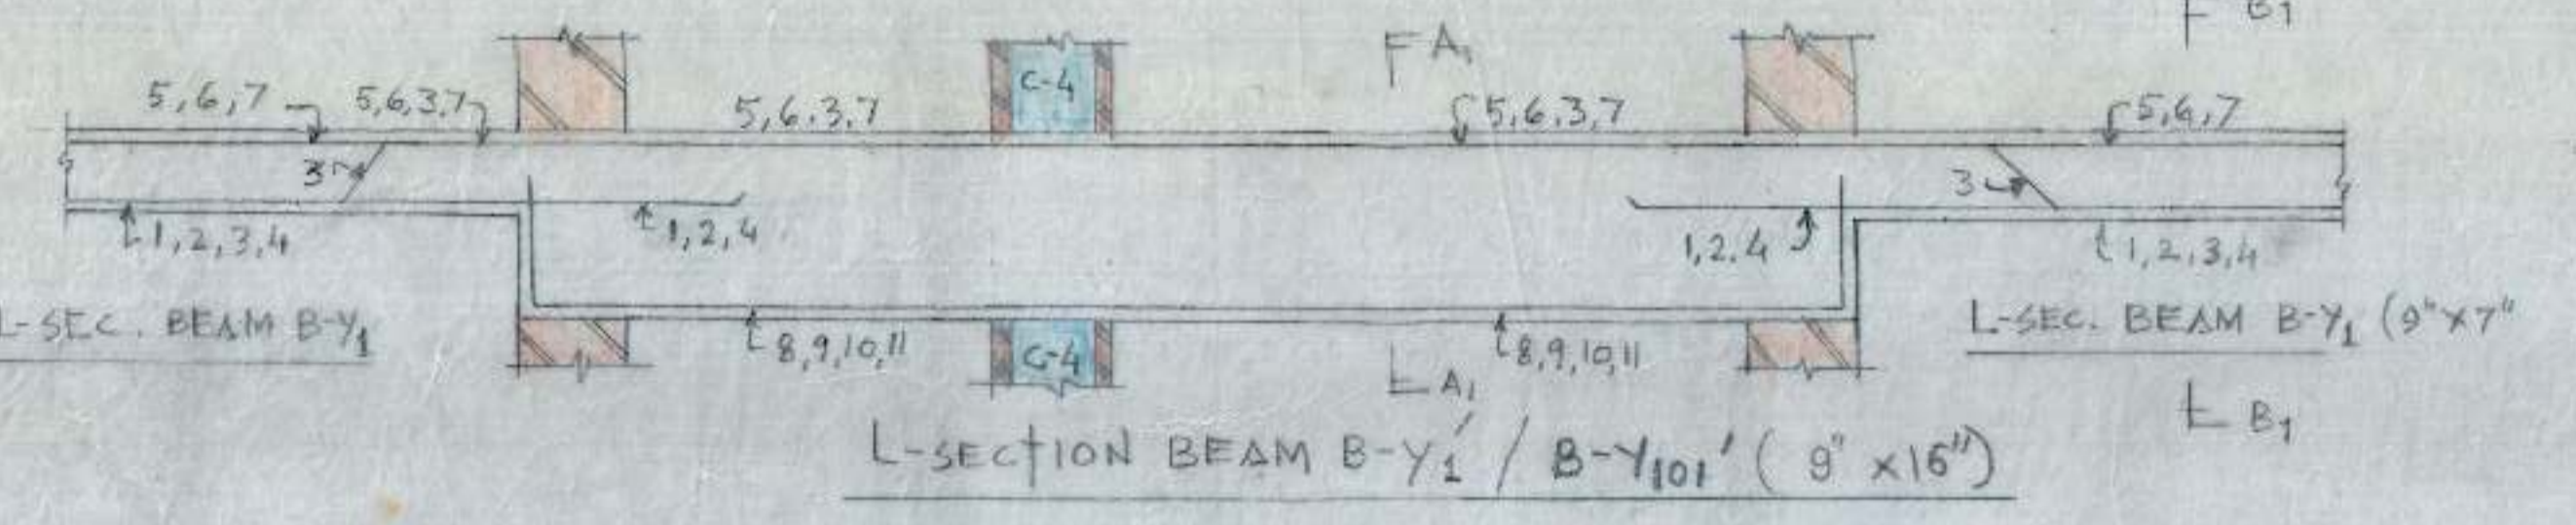 B1
A1
C-4
5,6,7
5,6,3,7
5,6.3.7
5,6.3,7
5,6,7
3
3
1,2,3,4
1,2,4
1,2.4
1,2,3,4
L-SEC. BEAM B-Y1
8,9,10,11
C-4
8,9,10,11
L-SEC. BEAM B-Y1 (9"x7"
A1
B1
L-SECTION BEAM B-Y1' / B-Y101' ( 9" x16")